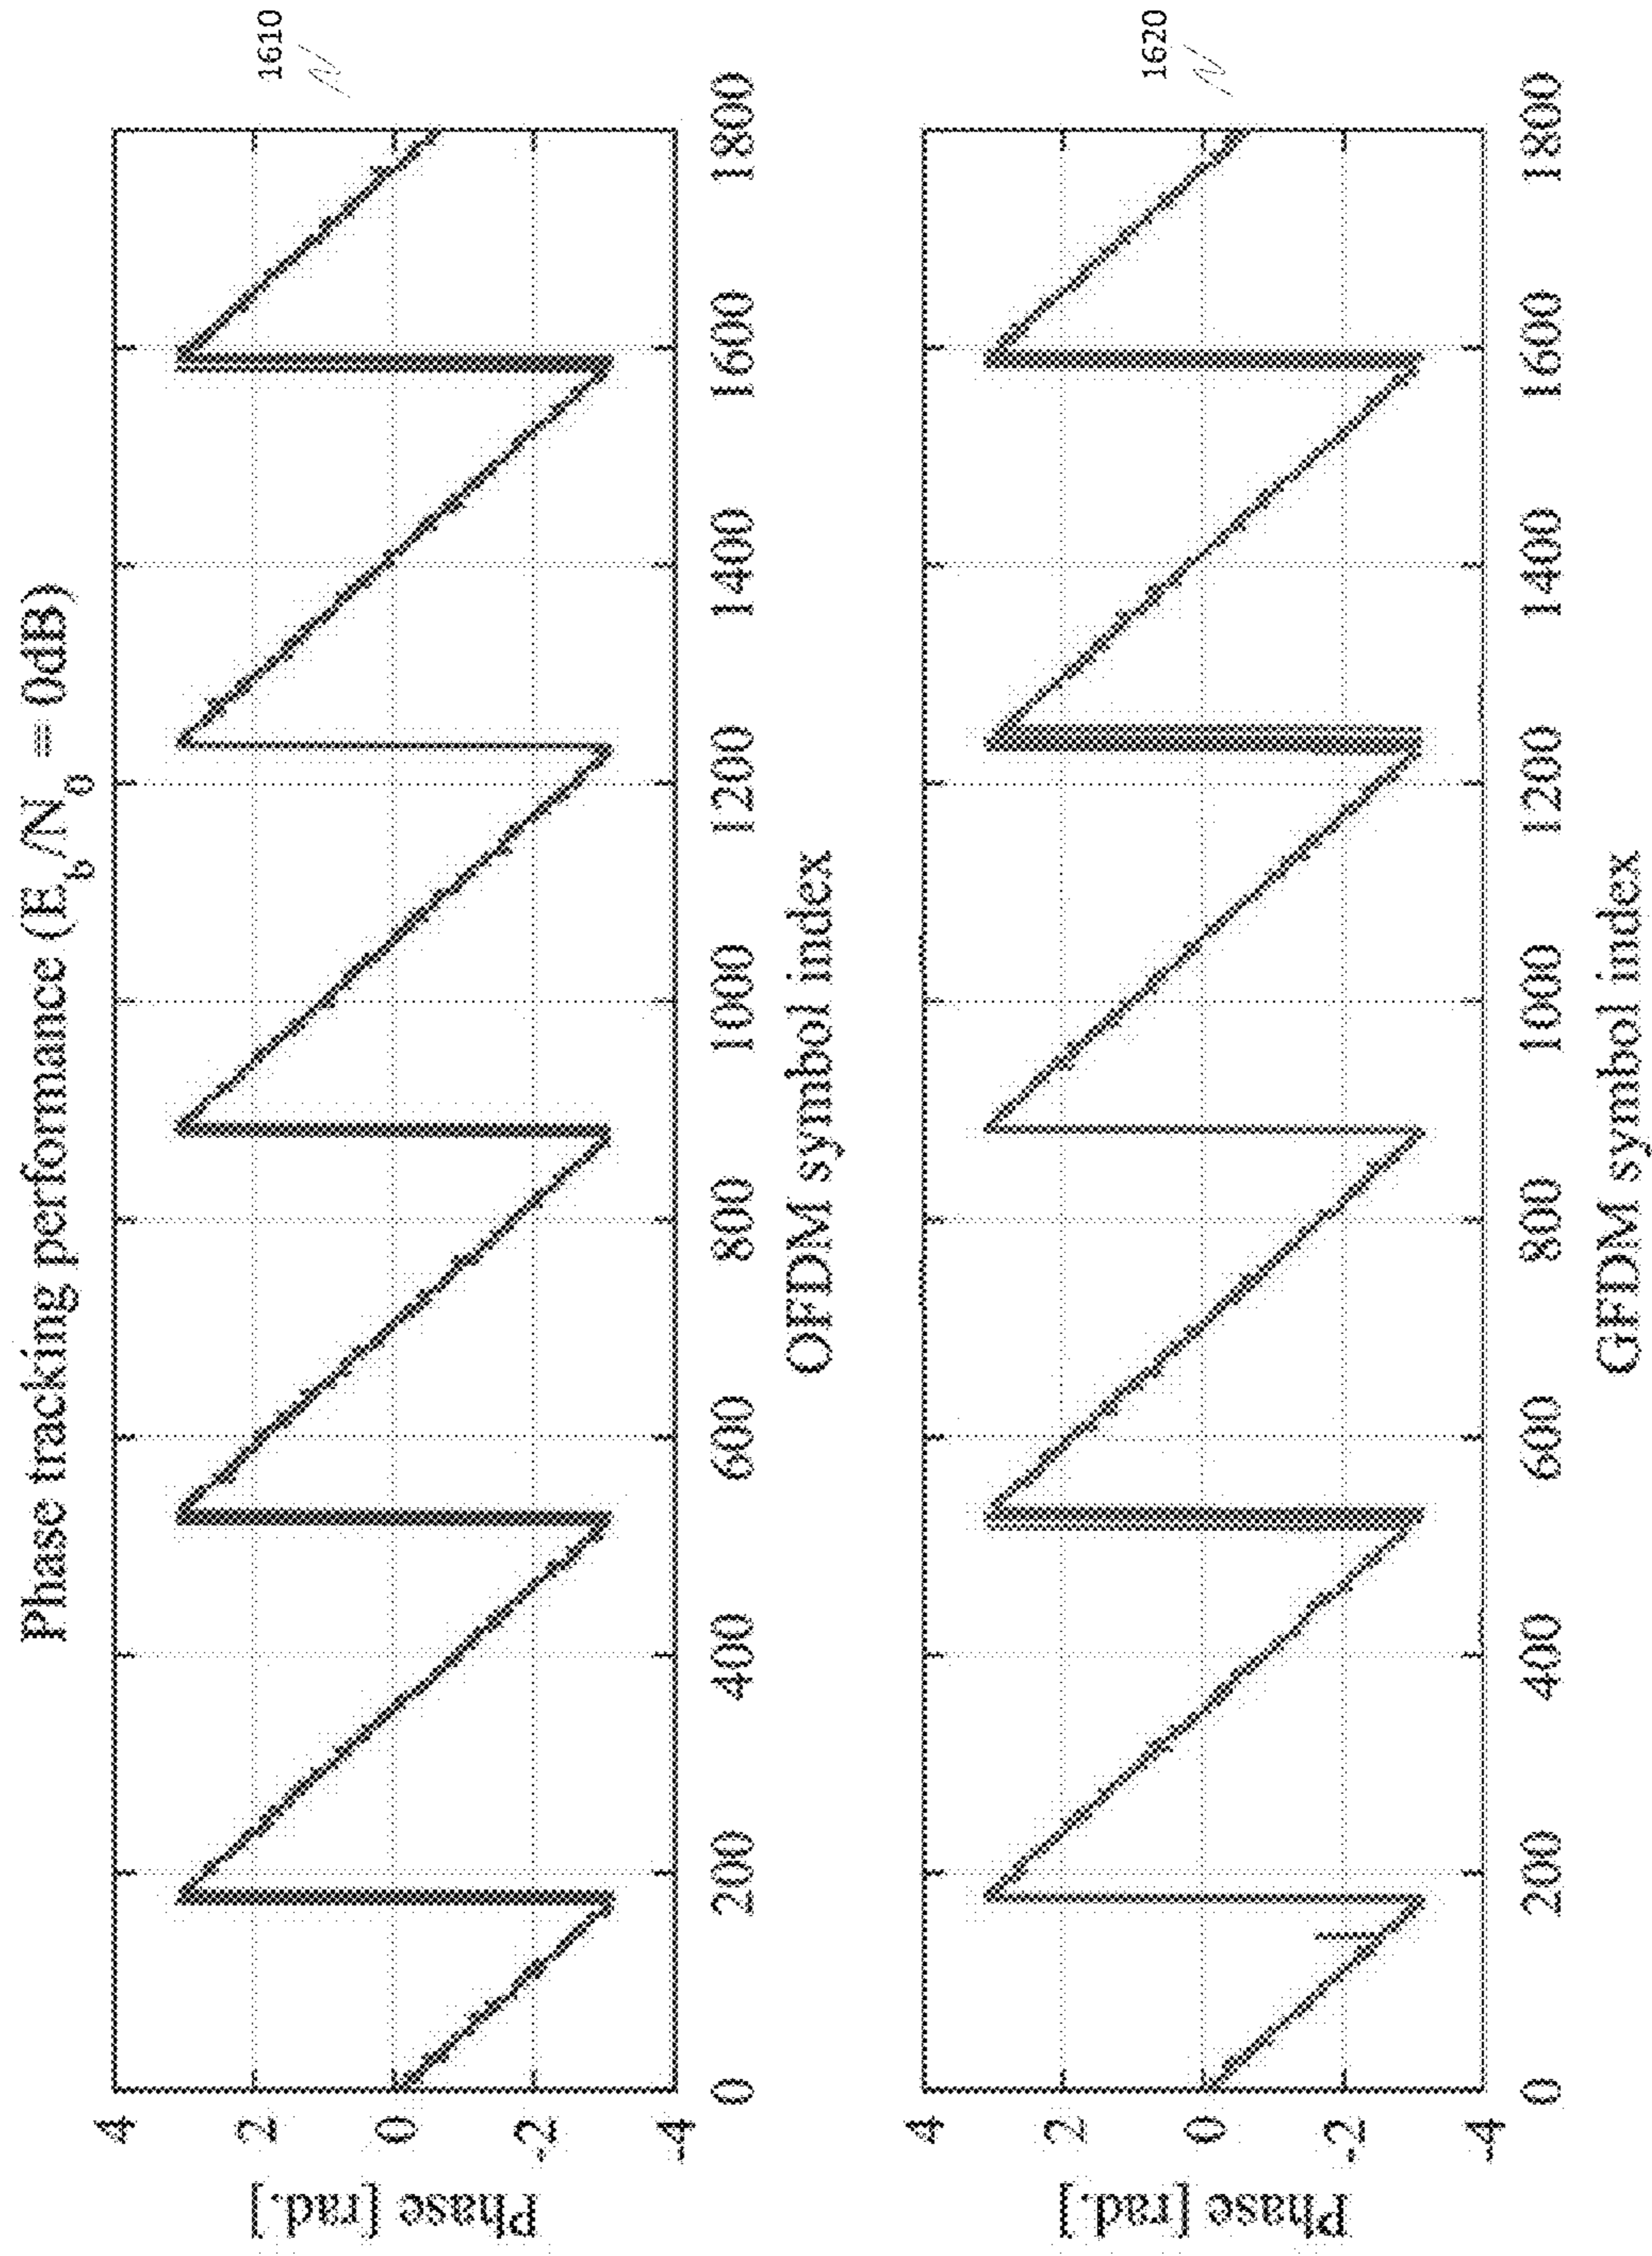 Phase tracking performance (Eb/N0 = 0dB)
1610
4
2
0
-2
-4
Phase [rad.]
0 200 400 600 800 1000 1200 1400 1600 1800
OFDM symbol index
1620
4
2
0
-2
-4
Phase [rad.]
0 200 400 600 800 1000 1200 1400 1600 1800
GFDM symbol index